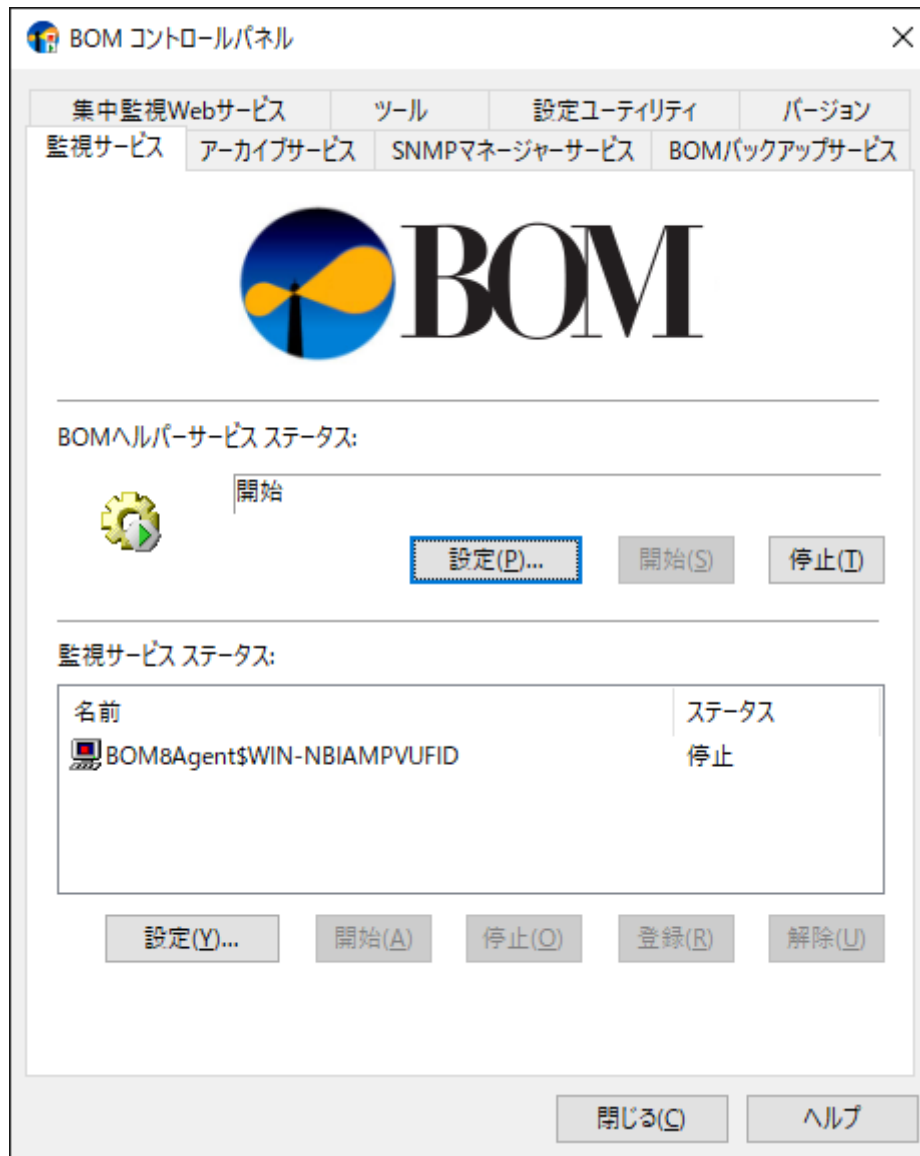 BOM コントロールパネル
集中監視Webサービス ツール 設定ユーティリティ バージョン
監視サービス アーカイブサービス SNMPマネージャーサービス BOMバックアップサービス
BOM
BOMヘルパーサービス ステータス:
開始
設定(P)... 開始(S) 停止(T)
監視サービス ステータス:
名前 ステータス
BOM8Agent$WIN-NBIAMPVUFID 停止
設定(Y)... 開始(A) 停止(O) 登録(R) 解除(U)
閉じる(C) ヘルプ